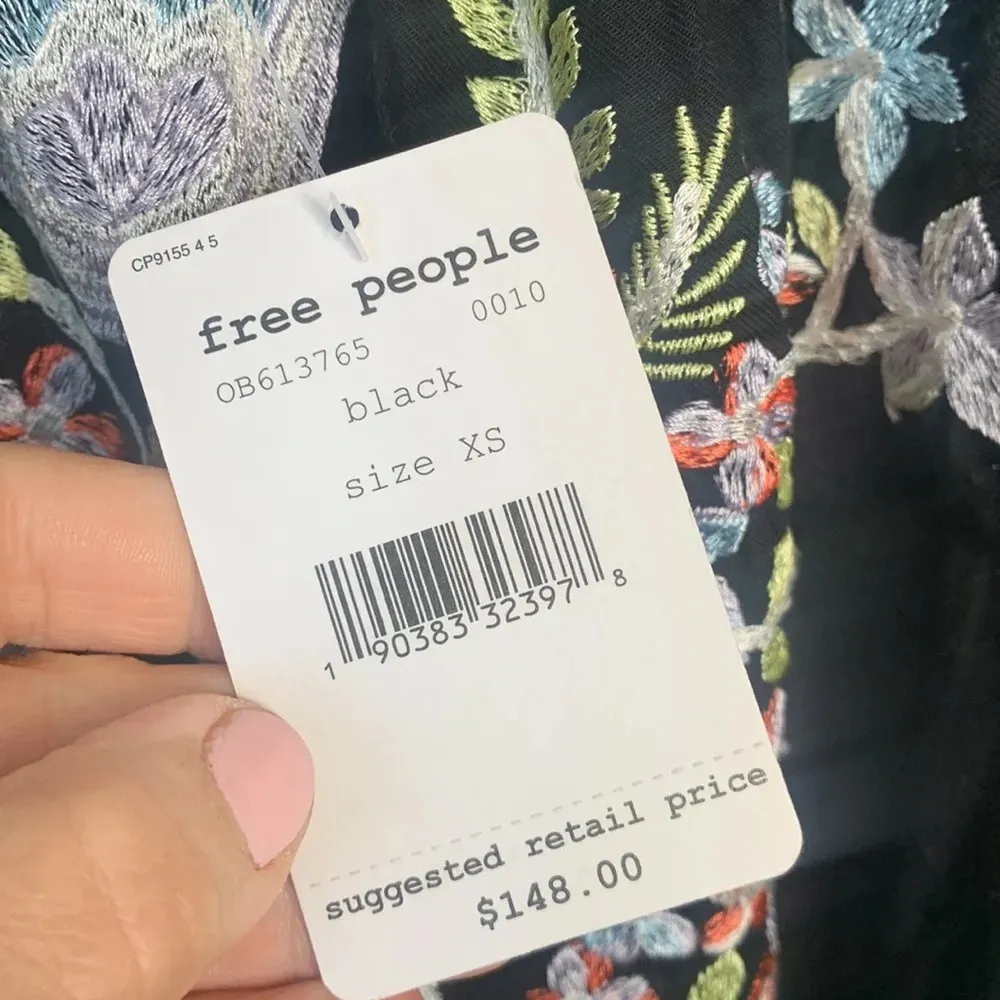 CP9155 4 5
free people
OB613765 0010
black
size XS
1 90383 32397 8
suggested retail price
$148.00